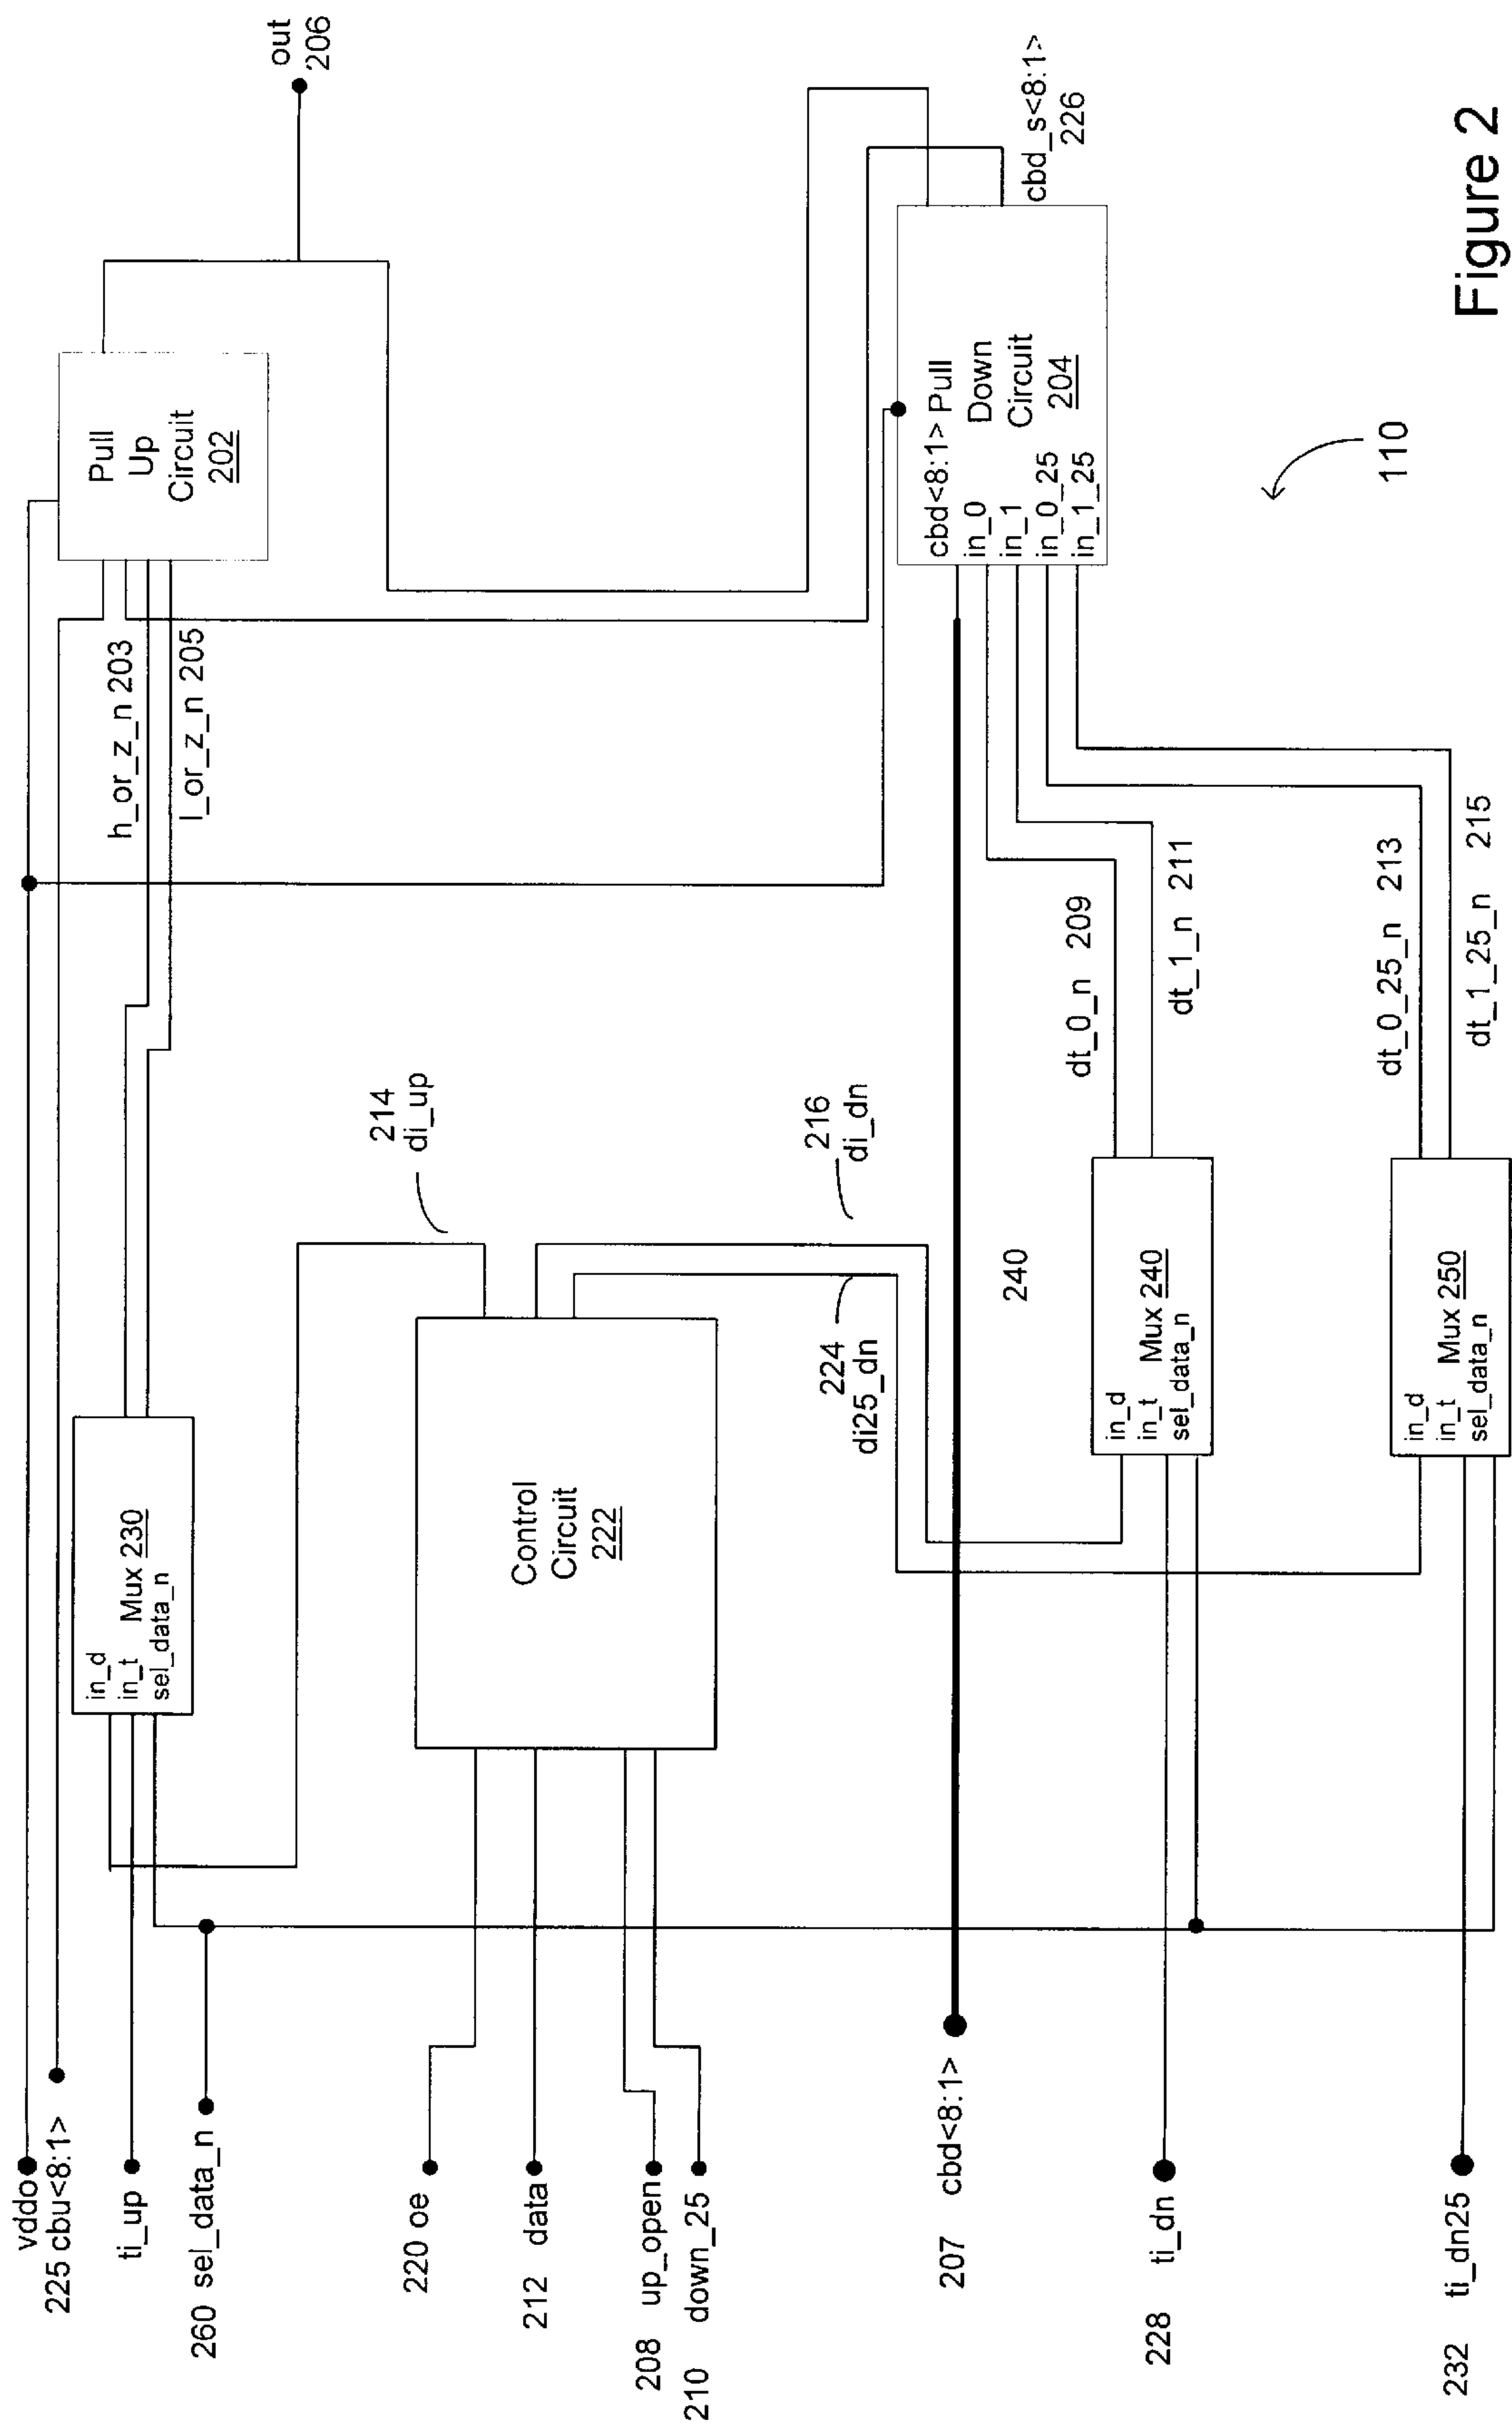 vddo
225 cbu<8:1>
ti_up
260 sel_data_n
220 oe
212 data
208 up_open
210 down_25
207 cbd<8:1>
228 ti_dn
232 ti_dn25
in_d
in_t Mux 230
sel_data_n
Control
Circuit
222
214
di_up
216
di_dn
224
di25_dn
240
in_d
in_t Mux 240
sel_data_n
in_d
in_t Mux 250
sel_data_n
h_or_z_n 203
l_or_z_n 205
dt_0_n 209
dt_1_n 211
dt_0_25_n 213
dt_1_25_n 215
Pull
Up
Circuit
202
cbd<8:1> Pull
in_0 Down
in_1 Circuit
in_0_25 204
in_1_25
out
206
cbd_s<8:1>
226
110
Figure 2